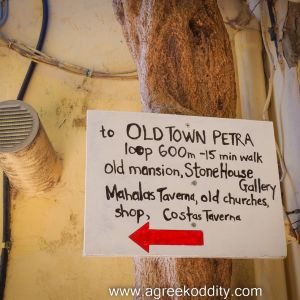 to OLD TOWN PETRA
loop 600m -15 min walk
old mansion, Stone House
Gallery
Mahalas Taverna, old churches,
shop, Costas Taverna
www.agreekoddity.com